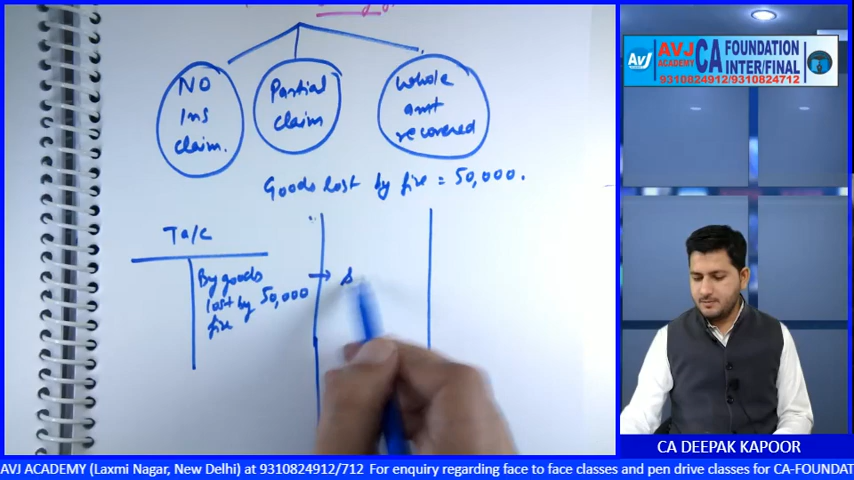 NO
Ins
claim.
Partial
claim
Whole
amt
recovered
Goods lost by fire = 50,000.
Ta/c
By goods
lost by 50,000
fire
→ s
AVJ
AVJ
ACADEMY
CA
FOUNDATION
INTER/FINAL
9310824912/9310824712
CA DEEPAK KAPOOR
AVJ ACADEMY (Laxmi Nagar, New Delhi) at 9310824912/712 For enquiry regarding face to face classes and pen drive classes for CA-FOUNDAT